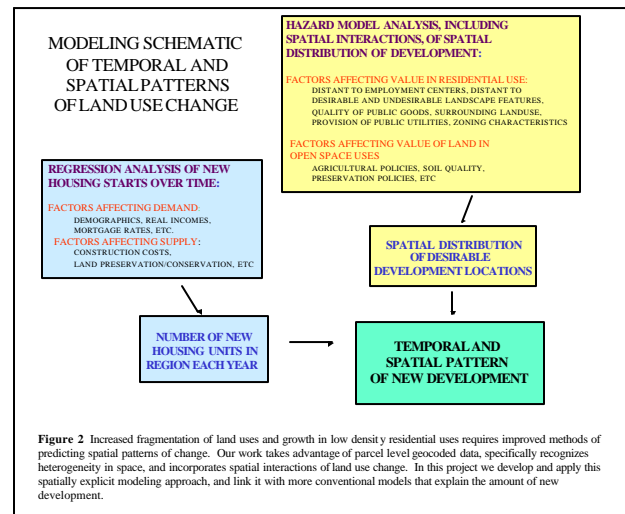 MODELING SCHEMATIC
OF TEMPORAL AND
SPATIAL PATTERNS
OF LAND USE CHANGE
HAZARD MODEL ANALYSIS, INCLUDING
SPATIAL INTERACTIONS, OF SPATIAL
DISTRIBUTION OF DEVELOPMENT:
FACTORS AFFECTING VALUE IN RESIDENTIAL USE:
DISTANT TO EMPLOYMENT CENTERS, DISTANT TO
DESIRABLE AND UNDESIRABLE LANDSCAPE FEATURES,
QUALITY OF PUBLIC GOODS, SURROUNDING LANDUSE,
PROVISION OF PUBLIC UTILITIES, ZONING CHARACTERISTICS
FACTORS AFFECTING VALUE OF LAND IN
OPEN SPACE USES
AGRICULTURAL POLICIES, SOIL QUALITY,
PRESERVATION POLICIES, ETC
REGRESSION ANALYSIS OF NEW
HOUSING STARTS OVER TIME:
FACTORS AFFECTING DEMAND:
DEMOGRAPHICS, REAL INCOMES,
MORTGAGE RATES, ETC.
FACTORS AFFECTING SUPPLY:
CONSTRUCTION COSTS,
LAND PRESERVATION/CONSERVATION, ETC
SPATIAL DISTRIBUTION
OF DESIRABLE
DEVELOPMENT LOCATIONS
NUMBER OF NEW
HOUSING UNITS IN
REGION EACH YEAR
TEMPORAL AND
SPATIAL PATTERN
OF NEW DEVELOPMENT
Figure 2 Increased fragmentation of land uses and growth in low density residential uses requires improved methods of
predicting spatial patterns of change. Our work takes advantage of parcel level geocoded data, specifically recognizes
heterogeneity in space, and incorporates spatial interactions of land use change. In this project we develop and apply this
spatially explicit modeling approach, and link it with more conventional models that explain the amount of new
development.